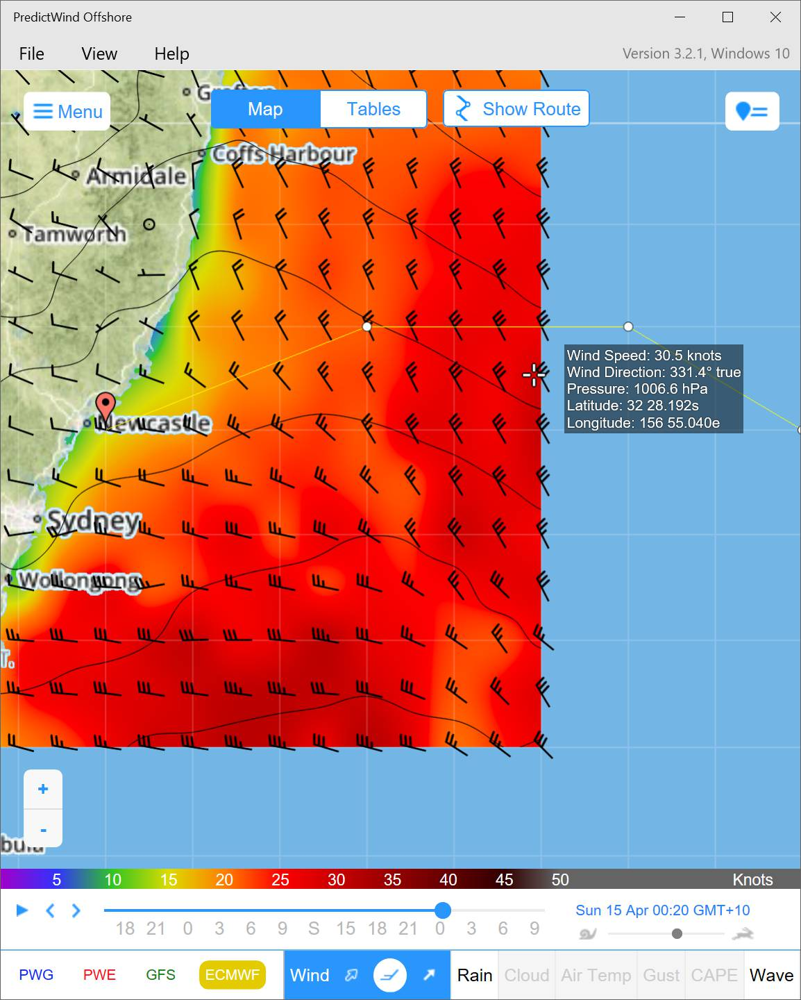 PredictWind Offshore
File View Help Version 3.2.1, Windows 10
Grafton
Menu Map Tables Show Route
Coffs Harbour
Armidale
Tamworth
Wind Speed: 30.5 knots
Wind Direction: 331.4° true
Pressure: 1006.6 hPa
Latitude: 32 28.192s
Longitude: 156 55.040e
Newcastle
Sydney
Wollongong
T.
+
-
5 10 15 20 25 30 35 40 45 50 Knots
Sun 15 Apr 00:20 GMT+10
18 21 0 3 6 9 S 15 18 21 0 3 6 9
PWG PWE GFS ECMWF Wind Rain Cloud Air Temp Gust CAPE Wave